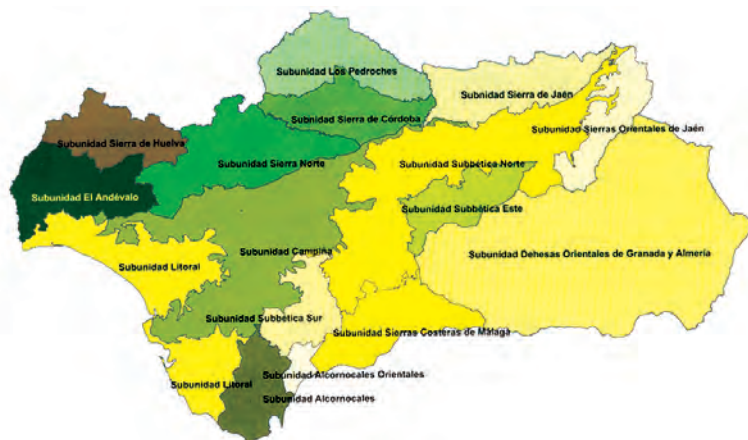 Subunidad Los Pedroches
Subnidad Sierra de Jaén
Subnidad Sierra de Córdoba
Subunidad Sierras Orientales de Jaén
Subunidad Sierra de Huelva
Subunidad Sierra Norte
Subunidad Subbética Norte
Subunidad El Andévalo
Subunidad Subbética Este
Subunidad Campiña
Subunidad Dehesas Orientales de Granada y Almería
Subunidad Litoral
Subunidad Subbética Sur
Subunidad Sierras Costeras de Málaga
Subunidad Alcornocales Orientales
Subunidad Litoral
Subunidad Alcornocales